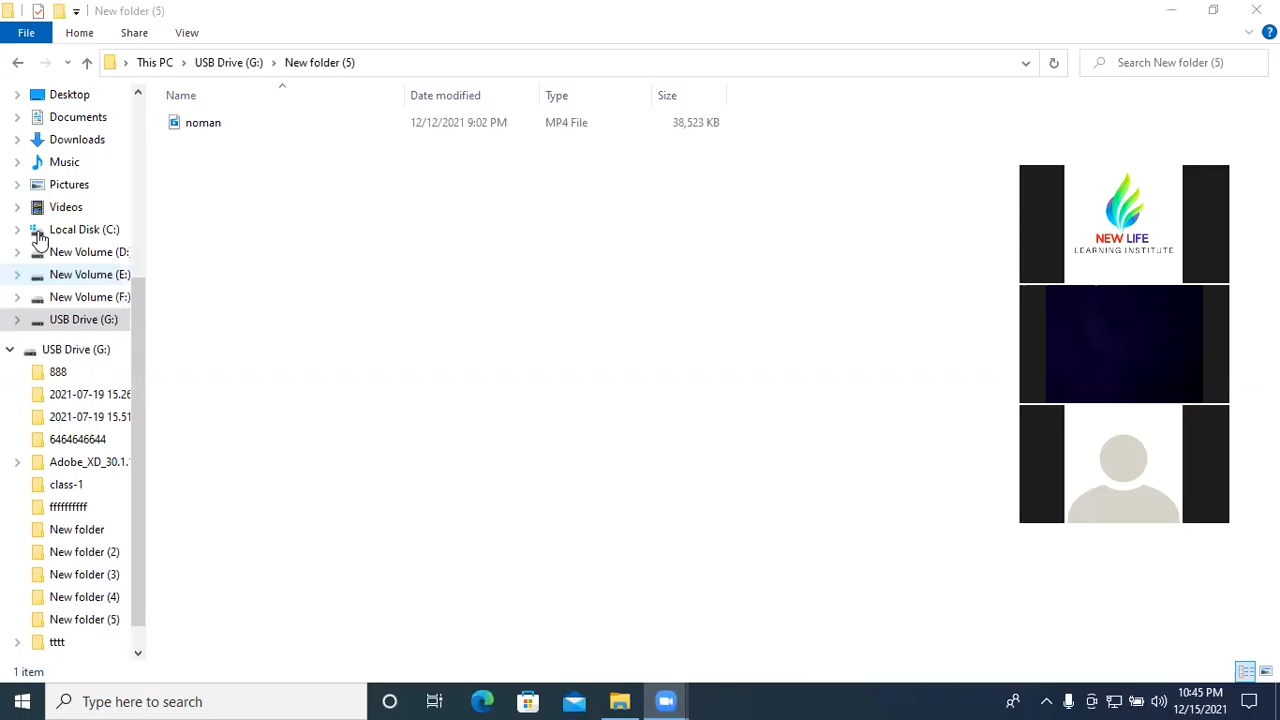 New folder (5)
File Home Share View
This PC > USB Drive (G:) > New folder (5)
Search New folder (5)
Name Date modified Type Size
noman 12/12/2021 9:02 PM MP4 File 38,523 KB
Desktop
Documents
Downloads
Music
Pictures
Videos
Local Disk (C:)
New Volume (D:)
New Volume (E:)
New Volume (F:)
USB Drive (G:)
USB Drive (G:)
888
2021-07-19 15.26
2021-07-19 15.51
6464646644
Adobe_XD_30.1.
class-1
ffffffffff
New folder
New folder (2)
New folder (3)
New folder (4)
New folder (5)
tttt
NEW LIFE
LEARNING INSTITUTE
1 item
Type here to search
10:45 PM
12/15/2021